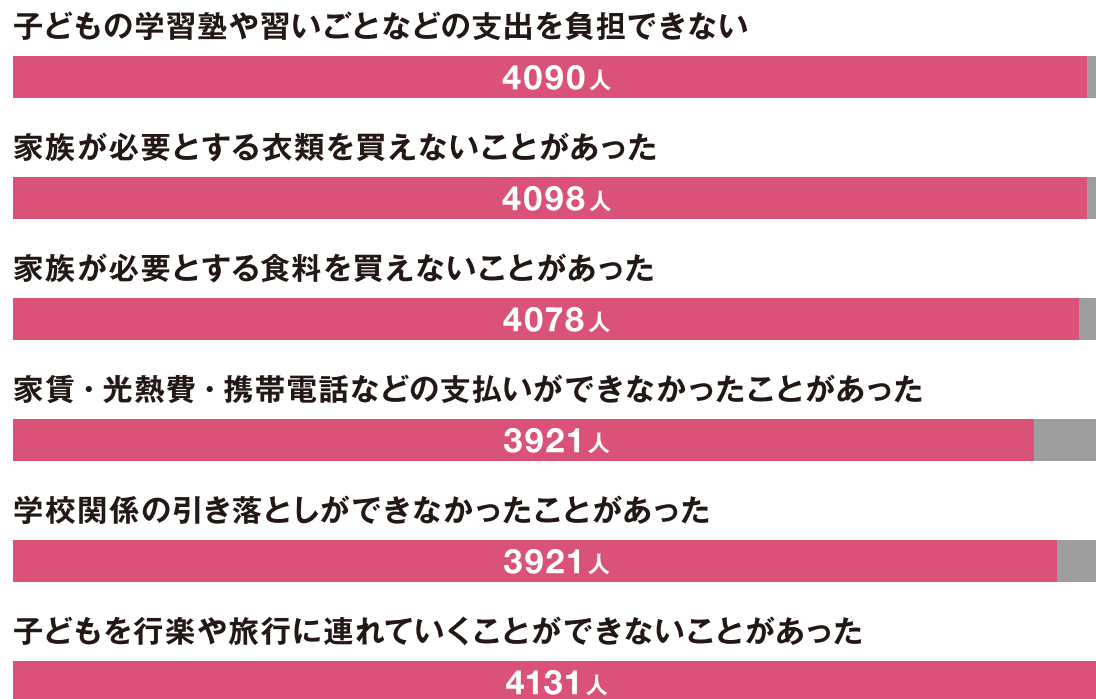 子どもの学習塾や習いごとなどの支出を負担できない
4090人
家族が必要とする衣類を買えないことがあった
4098人
家族が必要とする食料を買えないことがあった
4078人
家賃・光熱費・携帯電話などの支払いができなかったことがあった
3921人
学校関係の引き落としができなかったことがあった
3921人
子どもを行楽や旅行に連れていくことができないことがあった
4131人